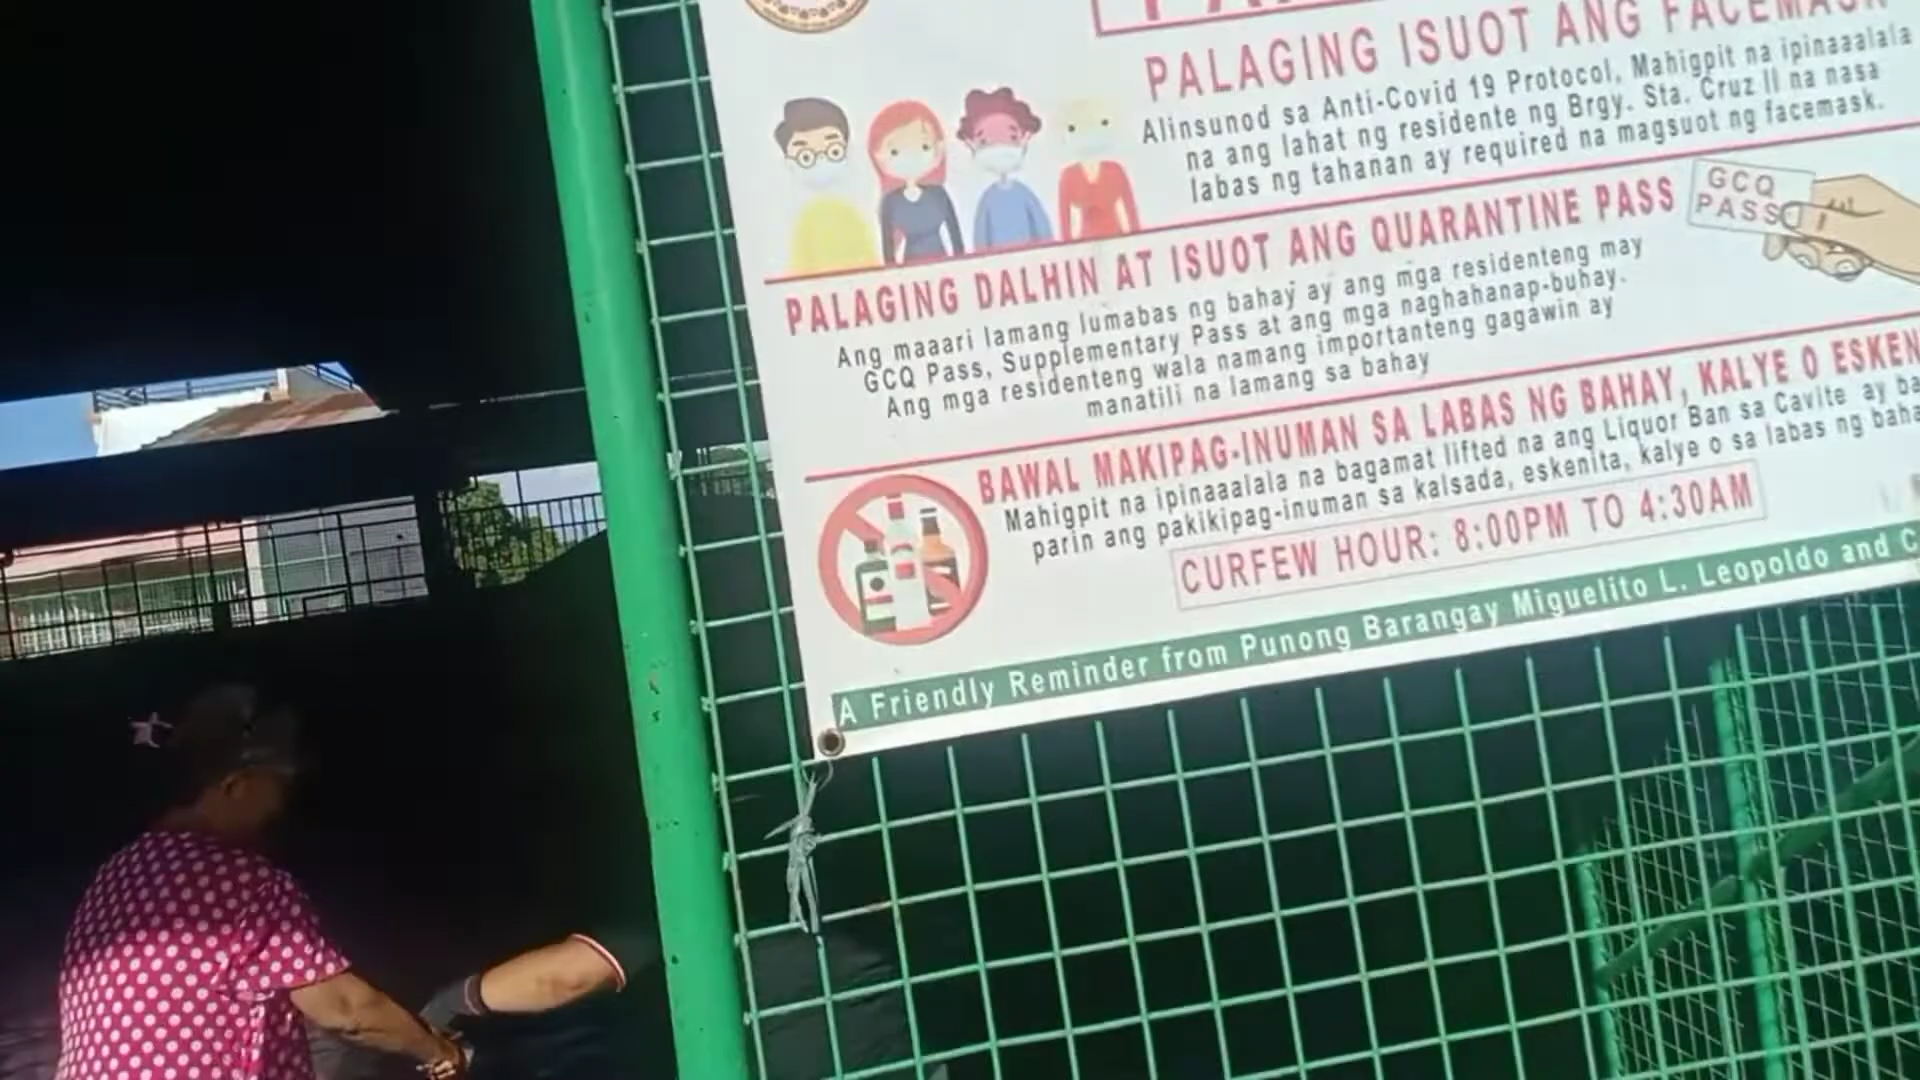 PALAGING ISUOT ANG FACEMASK
Alinsunod sa Anti-Covid 19 Protocol, Mahigpit na ipinaaalala
na ang lahat ng residente ng Brgy. Sta. Cruz II na nasa
labas ng tahanan ay required na magsuot ng facemask.
GCQ
PASS
PALAGING DALHIN AT ISUOT ANG QUARANTINE PASS
Ang maaari lamang lumabas ng bahay ay ang mga residenteng may
GCQ Pass, Supplementary Pass at ang mga naghahanap-buhay.
Ang mga residenteng wala namang importanteng gagawin ay
manatili na lamang sa bahay
BAWAL MAKIPAG-INUMAN SA LABAS NG BAHAY, KALYE O ESKEN
Mahigpit na ipinaaalala na bagamat lifted na ang Liquor Ban sa Cavite ay ba
parin ang pakikipag-inuman sa kalsada, eskenita, kalye o sa labas ng baha
CURFEW HOUR: 8:00PM TO 4:30AM
A Friendly Reminder from Punong Barangay Miguelito L. Leopoldo and C